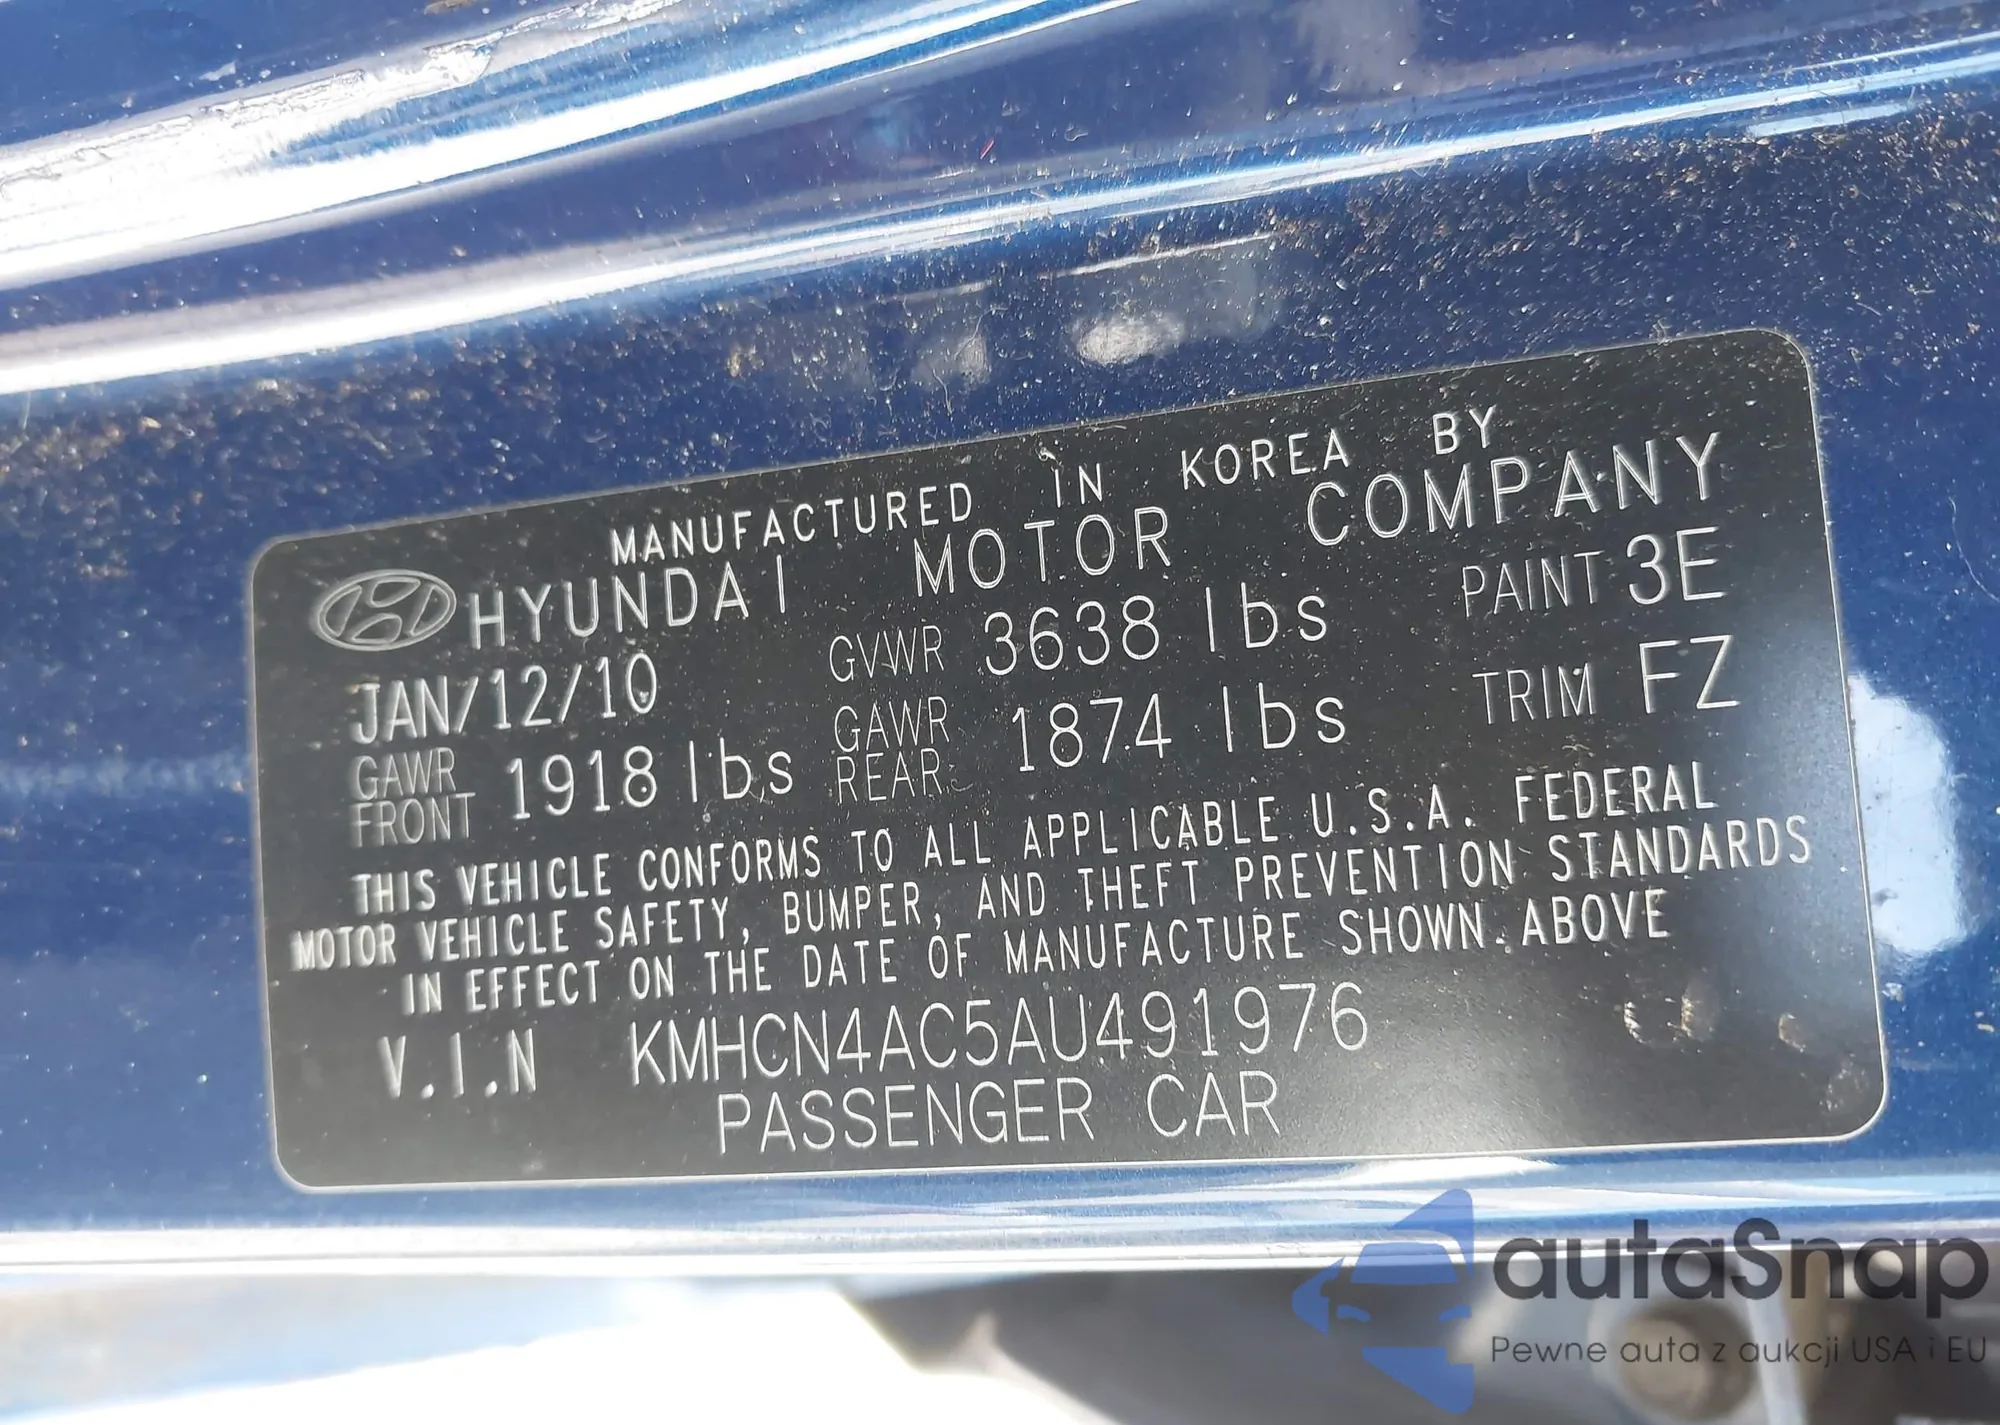 MANUFACTURED IN KOREA BY
HYUNDAI MOTOR COMPANY
JAN/12/10 GVWR 3638 lbs PAINT 3E
GAWR FRONT 1918 lbs GAWR REAR 1874 lbs TRIM FZ
THIS VEHICLE CONFORMS TO ALL APPLICABLE U.S.A. FEDERAL
MOTOR VEHICLE SAFETY, BUMPER, AND THEFT PREVENTION STANDARDS
IN EFFECT ON THE DATE OF MANUFACTURE SHOWN ABOVE
V.I.N KMHCN4AC5AU491976
PASSENGER CAR
autaSnap
Pewne auta z aukcji USA i EU